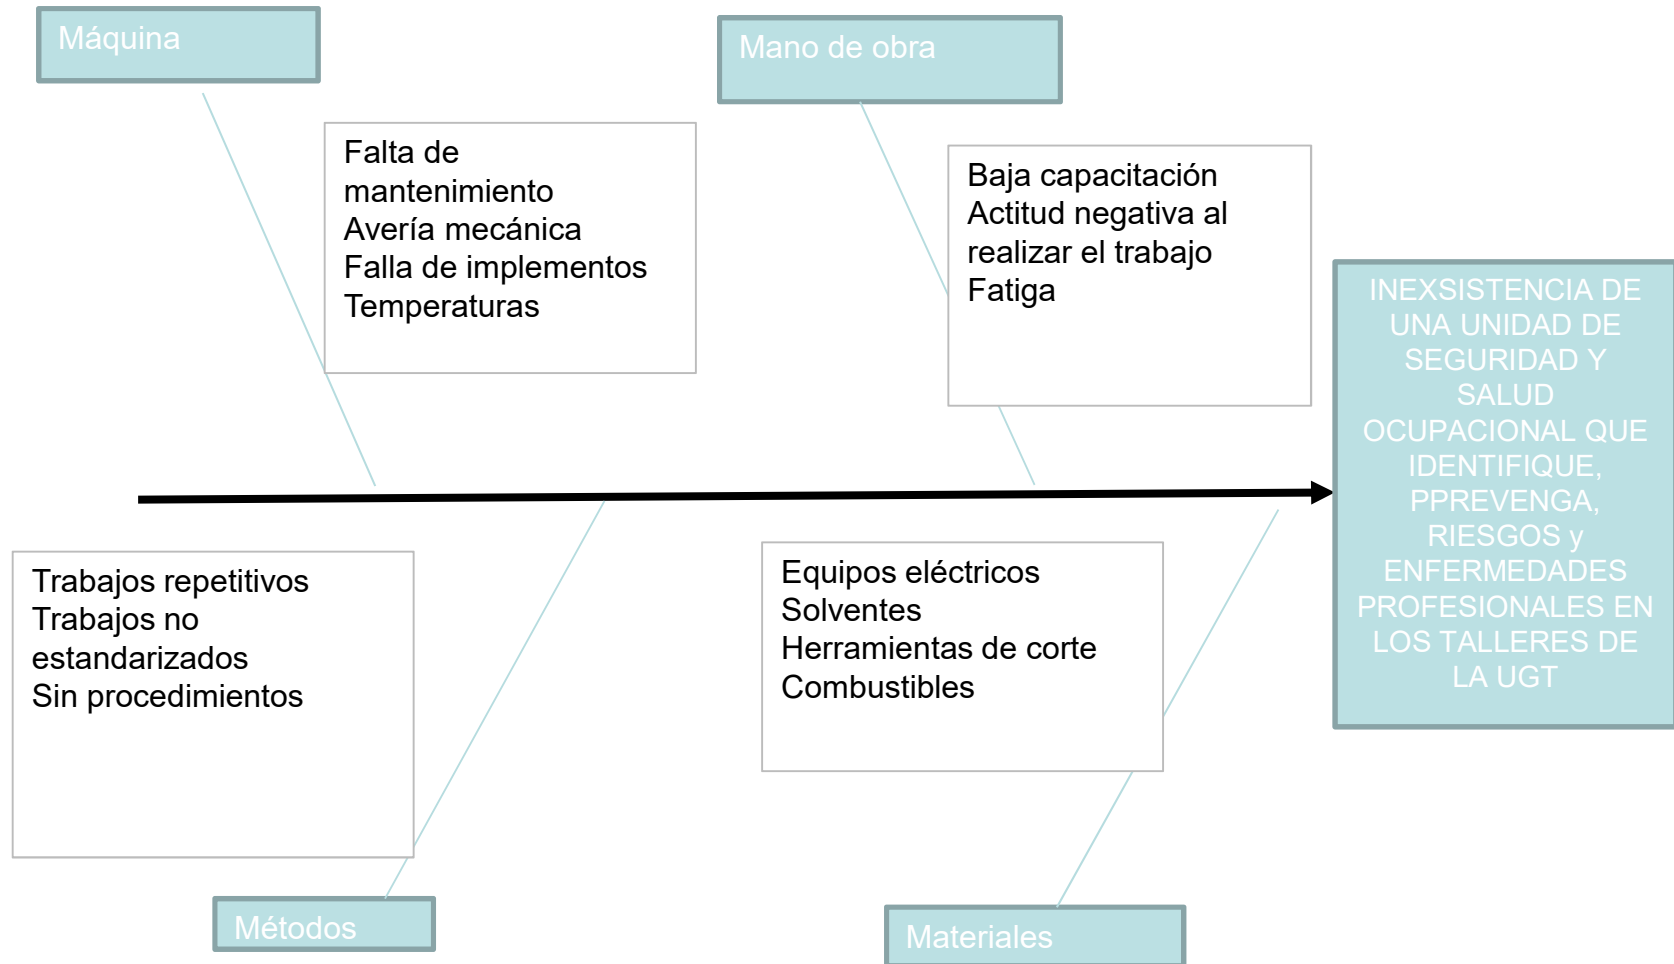 Máquina
Mano de obra
Falta de
mantenimiento
Avería mecánica
Falla de implementos
Temperaturas
Baja capacitación
Actitud negativa al
realizar el trabajo
Fatiga
INEXSISTENCIA DE
UNA UNIDAD DE
SEGURIDAD Y
SALUD
OCUPACIONAL QUE
IDENTIFIQUE,
PPREVENGA,
RIESGOS y
ENFERMEDADES
PROFESIONALES EN
LOS TALLERES DE
LA UGT
Trabajos repetitivos
Trabajos no
estandarizados
Sin procedimientos
Equipos eléctricos
Solventes
Herramientas de corte
Combustibles
Métodos
Materiales